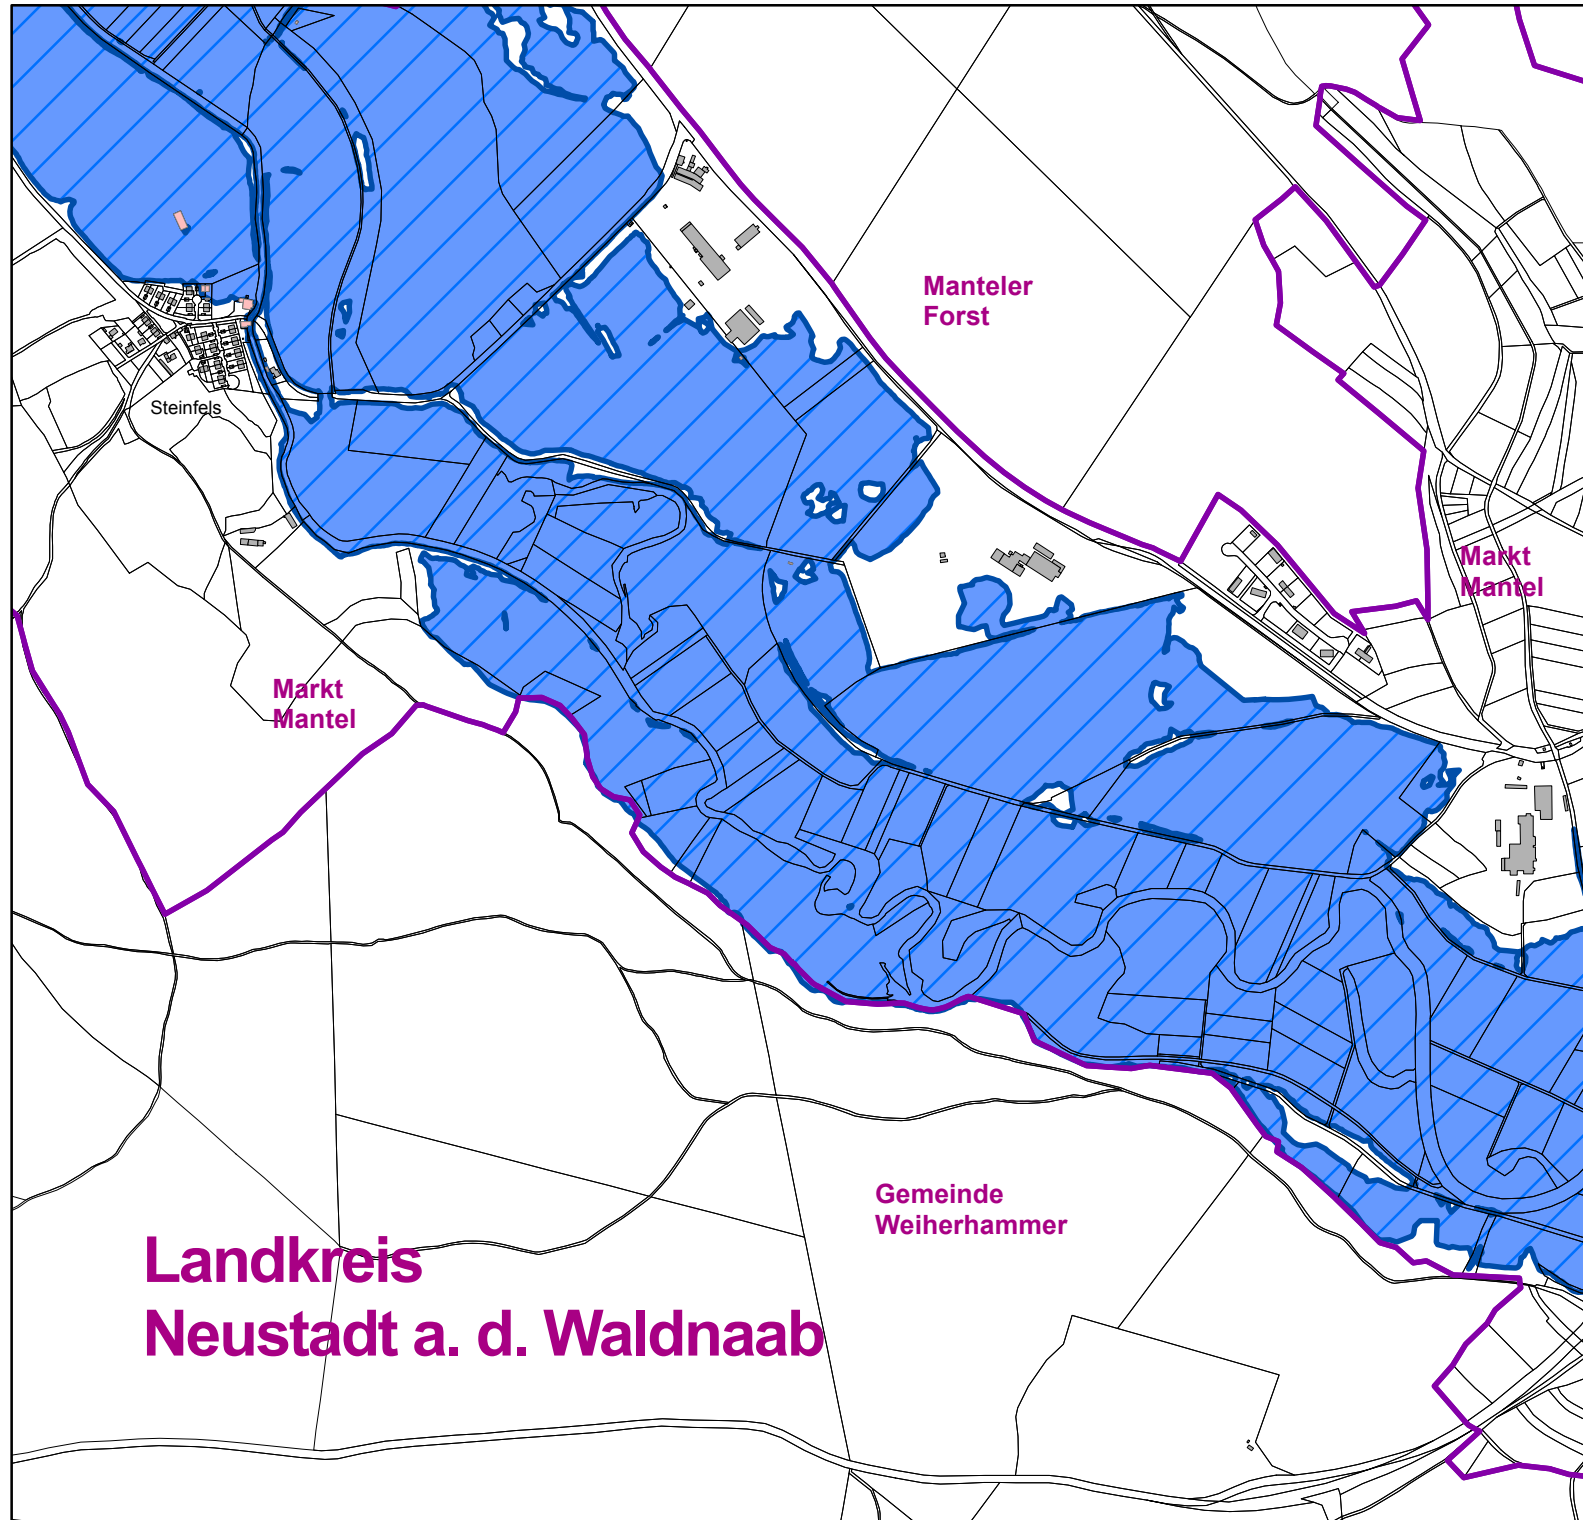 Manteler
Forst
Steinfels
Markt
Mantel
Markt
Mantel
Gemeinde
Weiherhammer
Landkreis
Neustadt a. d. Waldnaab